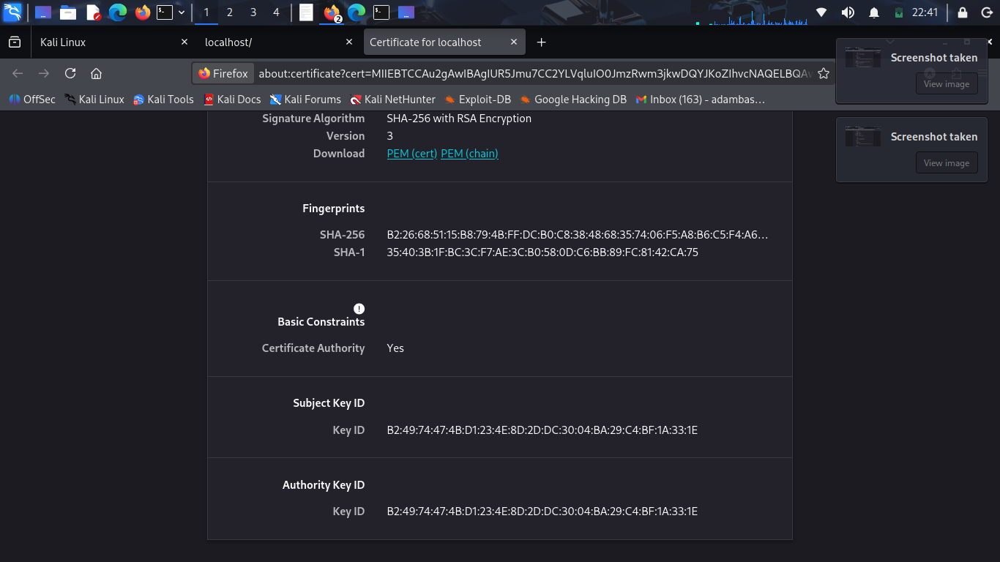 1 2 3 4 2 22:41
Kali Linux localhost/ Certificate for localhost
Firefox about:certificate?cert=MIIEBTCCAu2gAwIBAgIUR5Jmu7CC2YLVqluIO0JmzRwm3jkwDQYJKoZIhvcNAQELBQAw
OffSec Kali Linux Kali Tools Kali Docs Kali Forums Kali NetHunter Exploit-DB Google Hacking DB Inbox (163) - adambas…
Screenshot taken
View image
Screenshot taken
View image
Signature Algorithm SHA-256 with RSA Encryption
Version 3
Download PEM (cert) PEM (chain)
Fingerprints
SHA-256 B2:26:68:51:15:B8:79:4B:FF:DC:B0:C8:38:48:68:35:74:06:F5:A8:B6:C5:F4:A6…
SHA-1 35:40:3B:1F:BC:3C:F7:AE:3C:B0:58:0D:C6:BB:89:FC:81:42:CA:75
Basic Constraints
Certificate Authority Yes
Subject Key ID
Key ID B2:49:74:47:4B:D1:23:4E:8D:2D:DC:30:04:BA:29:C4:BF:1A:33:1E
Authority Key ID
Key ID B2:49:74:47:4B:D1:23:4E:8D:2D:DC:30:04:BA:29:C4:BF:1A:33:1E